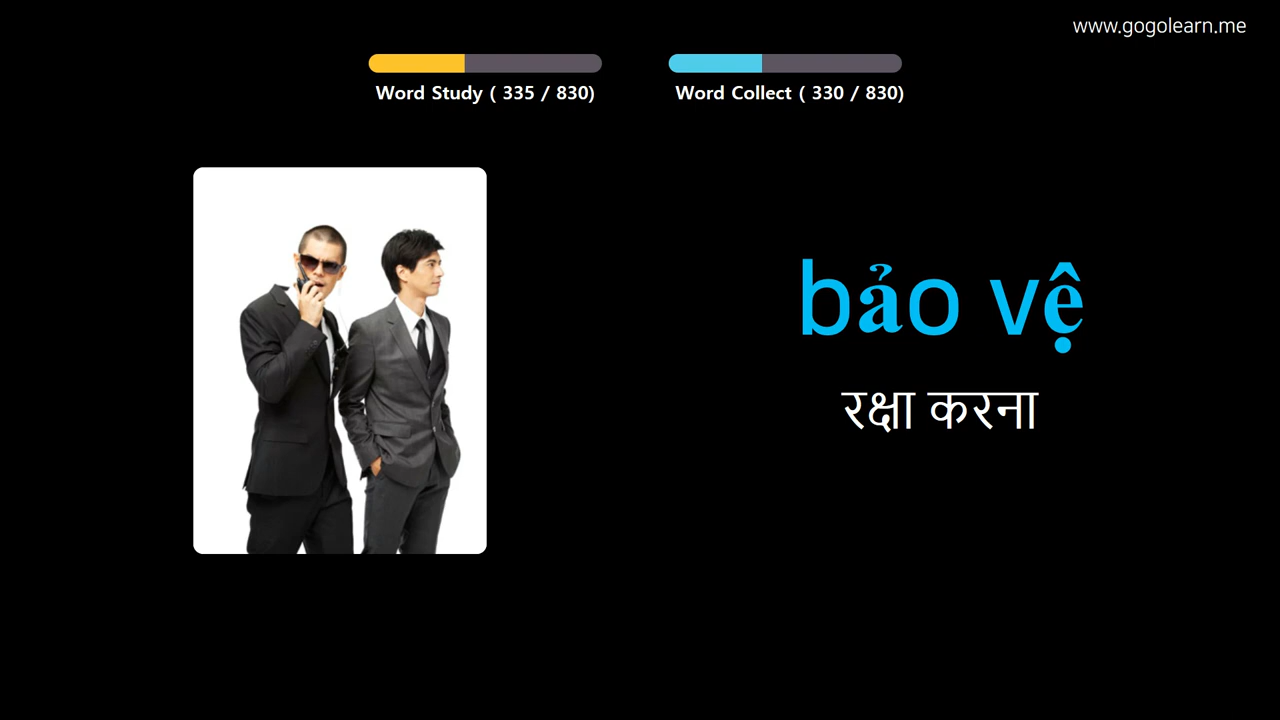 www.gogolearn.me
Word Study ( 335 / 830)
Word Collect ( 330 / 830)
bảo vệ
रक्षा करना